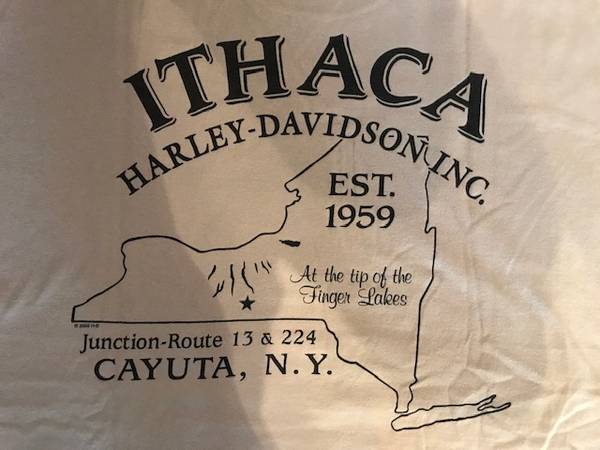 ITHACA
HARLEY-DAVIDSON, INC.
EST.
1959
At the tip of the
Finger Lakes
Junction-Route 13 & 224
CAYUTA, N.Y.